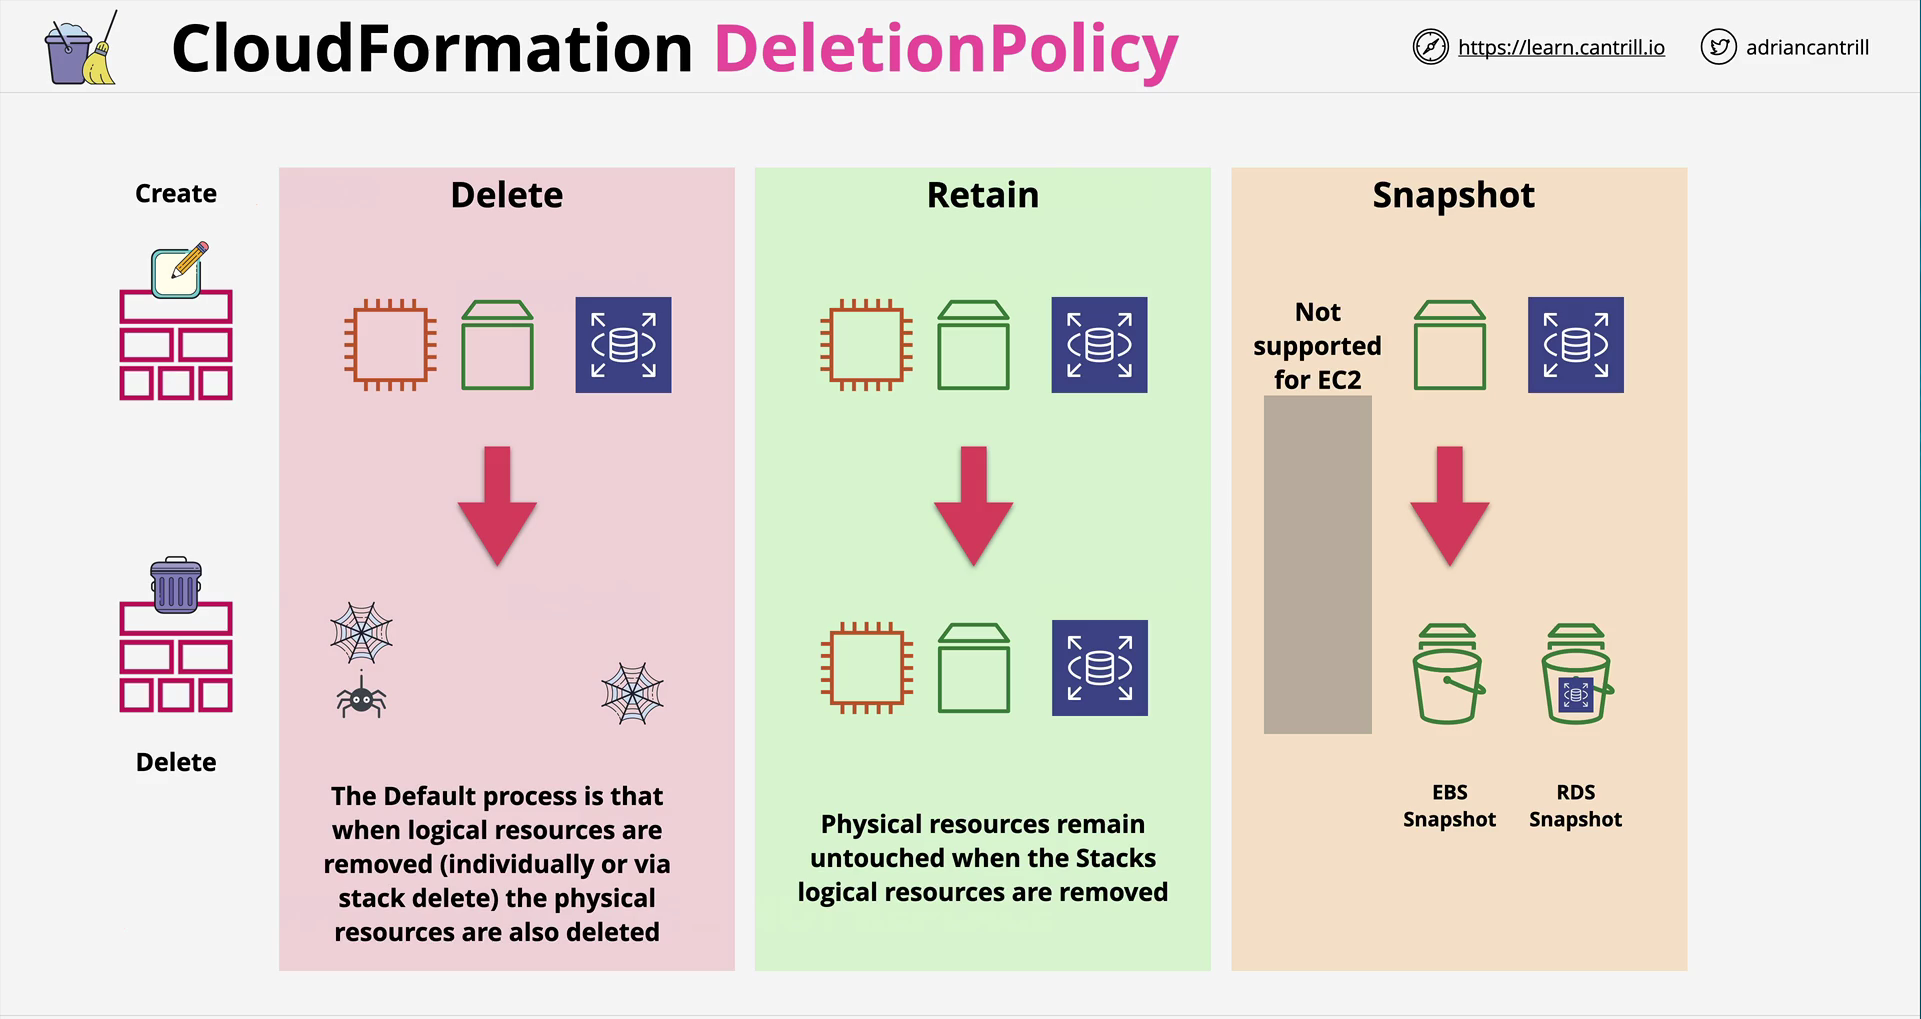 CloudFormation DeletionPolicy
https://learn.cantrill.io
adriancantrill
Create
Delete
Delete
The Default process is that
when logical resources are
removed (individually or via
stack delete) the physical
resources are also deleted
Retain
Physical resources remain
untouched when the Stacks
logical resources are removed
Snapshot
Not
supported
for EC2
EBS
Snapshot
RDS
Snapshot